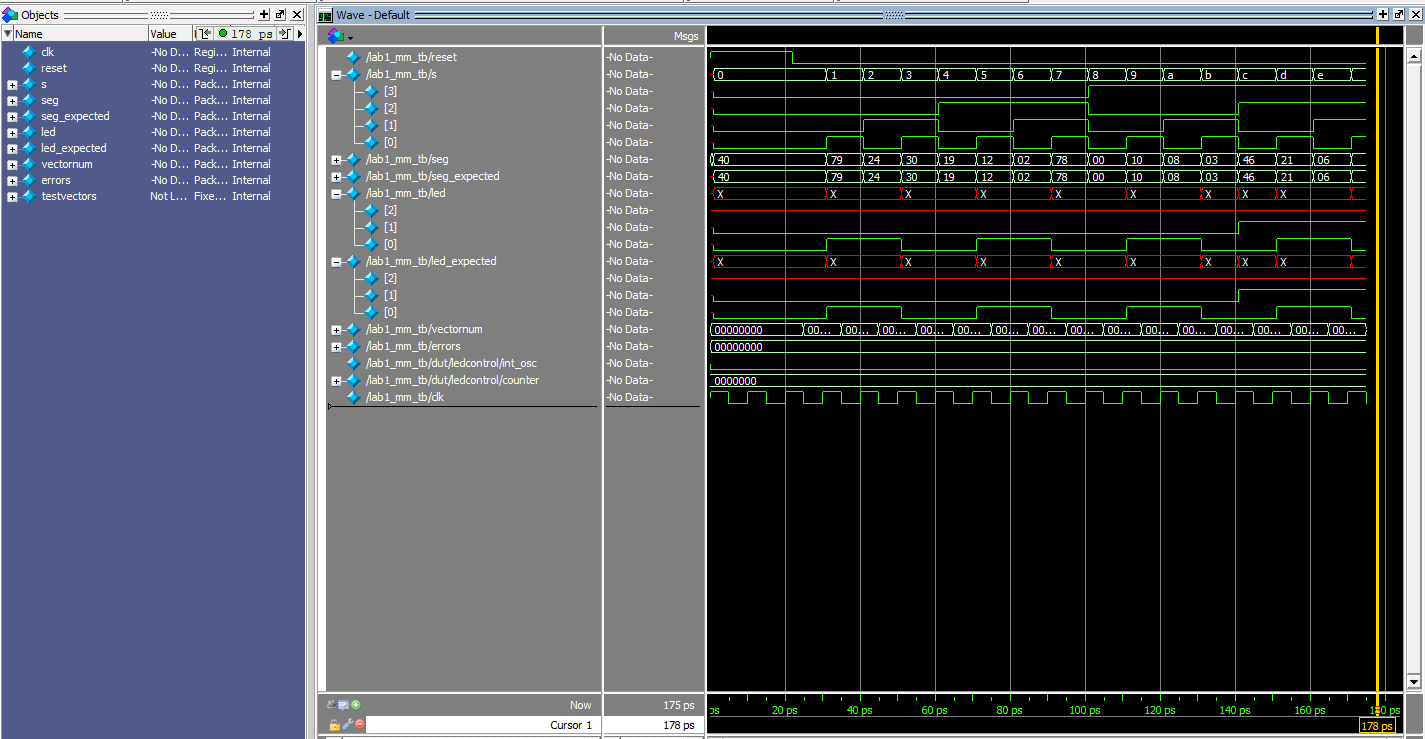 Objects
Wave - Default
Name Value 178 ps
Msgs
clk -No D... Regi... Internal
reset -No D... Regi... Internal
s -No D... Pack... Internal
seg -No D... Pack... Internal
seg_expected -No D... Pack... Internal
led -No D... Pack... Internal
led_expected -No D... Pack... Internal
vectornum -No D... Pack... Internal
errors -No D... Pack... Internal
testvectors Not L... Fixe... Internal
/lab1_mm_tb/reset -No Data-
/lab1_mm_tb/s -No Data- 0 1 2 3 4 5 6 7 8 9 a b c d e
[3] -No Data-
[2] -No Data-
[1] -No Data-
[0] -No Data-
/lab1_mm_tb/seg -No Data- 40 79 24 30 19 12 02 78 00 10 08 03 46 21 06
/lab1_mm_tb/seg_expected -No Data- 40 79 24 30 19 12 02 78 00 10 08 03 46 21 06
/lab1_mm_tb/led -No Data- X X X X X X X X X
[2] -No Data-
[1] -No Data-
[0] -No Data-
/lab1_mm_tb/led_expected -No Data- X X X X X X X X X
[2] -No Data-
[1] -No Data-
[0] -No Data-
/lab1_mm_tb/vectornum -No Data- 00000000 00... 00... 00... 00... 00... 00... 00... 00... 00... 00... 00... 00... 00... 00... 00...
/lab1_mm_tb/errors -No Data- 00000000
/lab1_mm_tb/dut/ledcontrol/int_osc -No Data-
/lab1_mm_tb/dut/ledcontrol/counter -No Data- 0000000
/lab1_mm_tb/clk -No Data-
Now 175 ps
ps 20 ps 40 ps 60 ps 80 ps 100 ps 120 ps 140 ps 160 ps 180 ps
Cursor 1 178 ps
178 ps